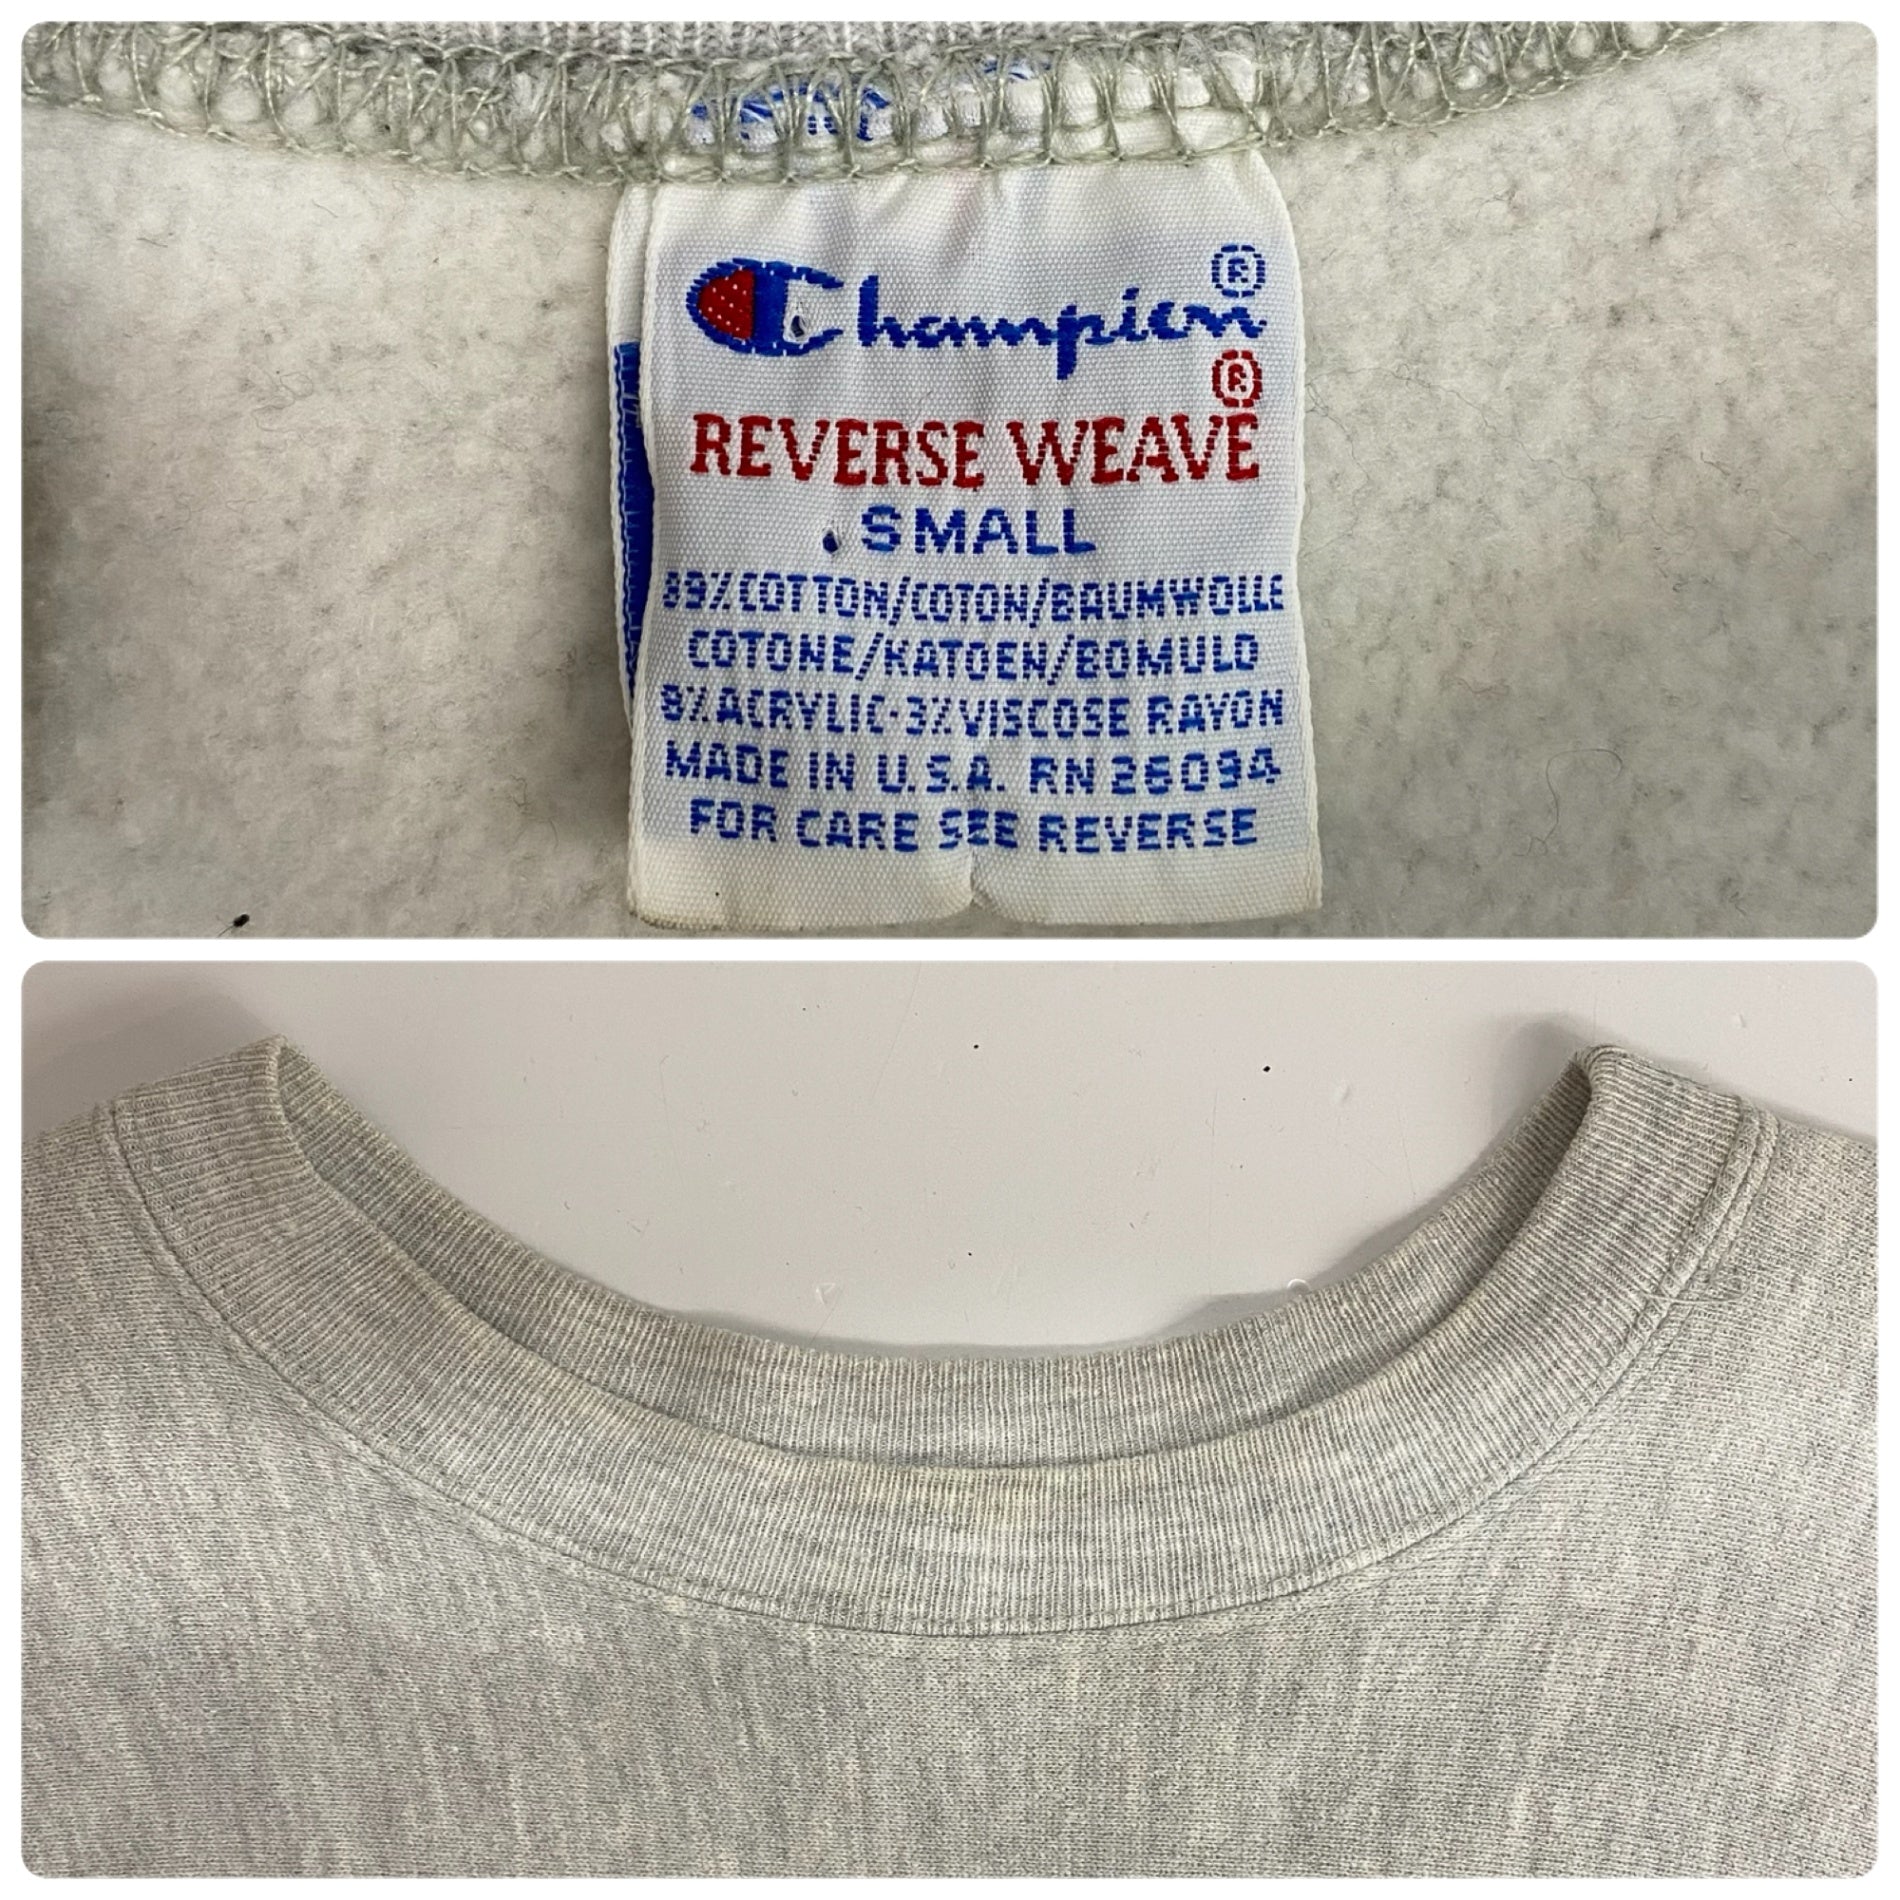 Champion®
®
REVERSE WEAVE
SMALL
89% COTTON/COTON/BAUMWOLLE
COTONE/KATOEN/BOMULD
8% ACRYLIC-3% VISCOSE RAYON
MADE IN U.S.A. RN 26094
FOR CARE SEE REVERSE